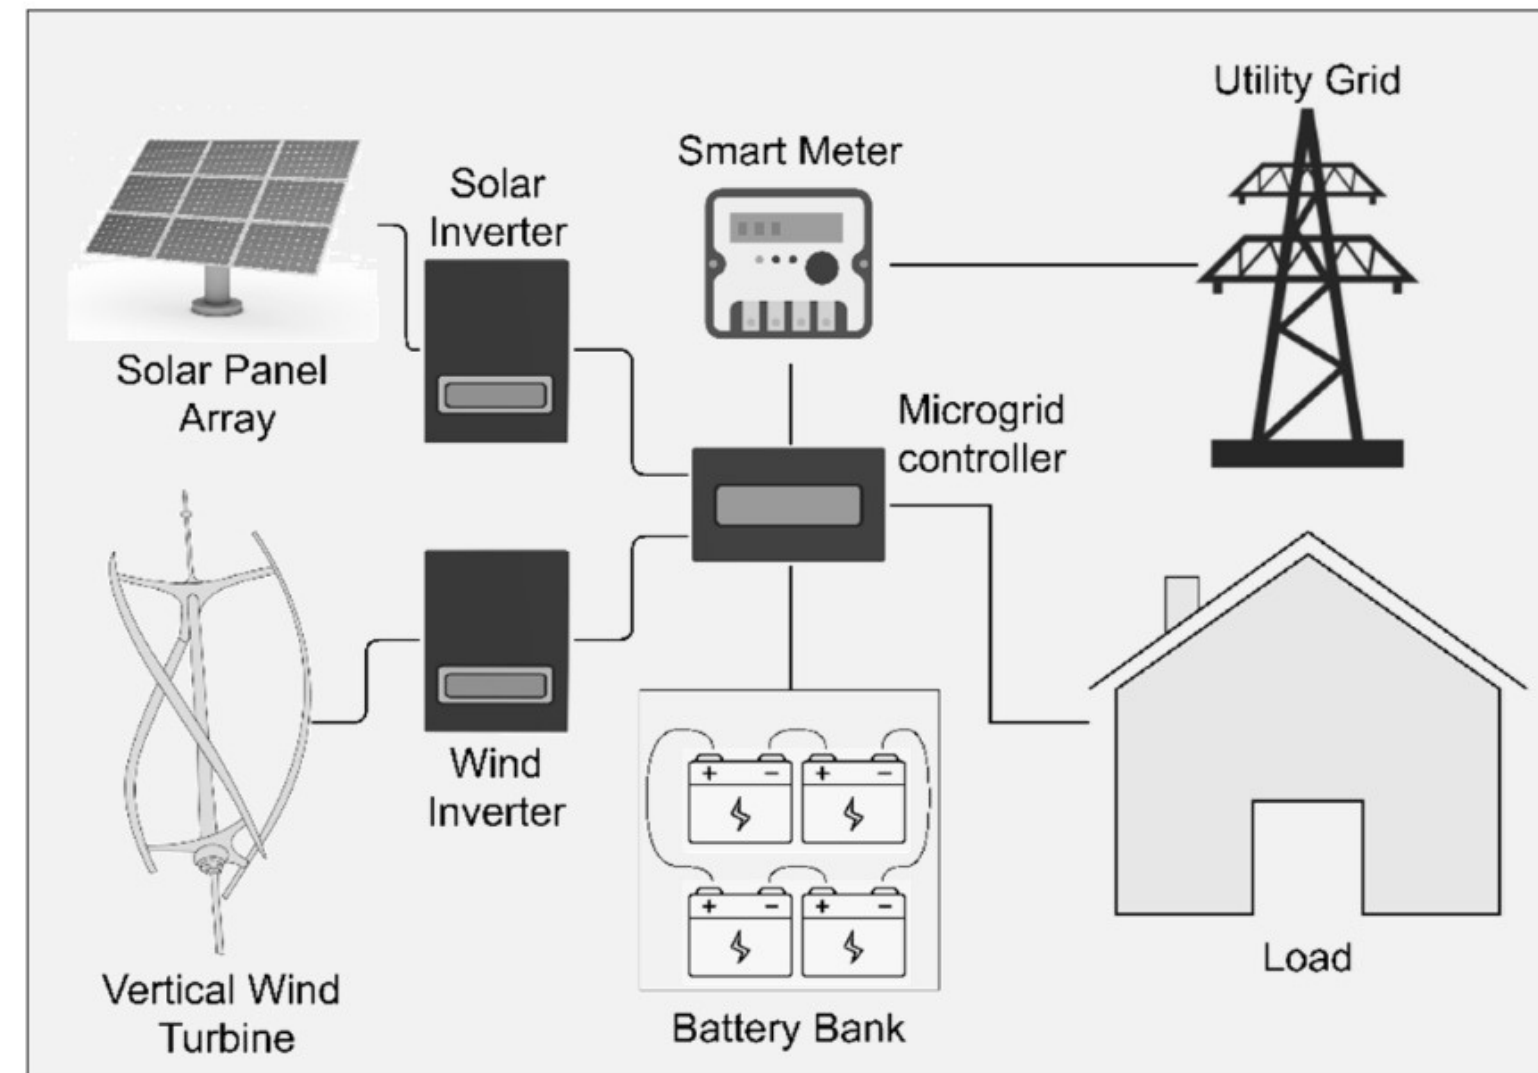 Utility Grid
Smart Meter
Solar
Inverter
Solar Panel
Array
Microgrid
controller
Wind
Inverter
+ - + -
+ - + -
Load
Vertical Wind
Turbine
Battery Bank